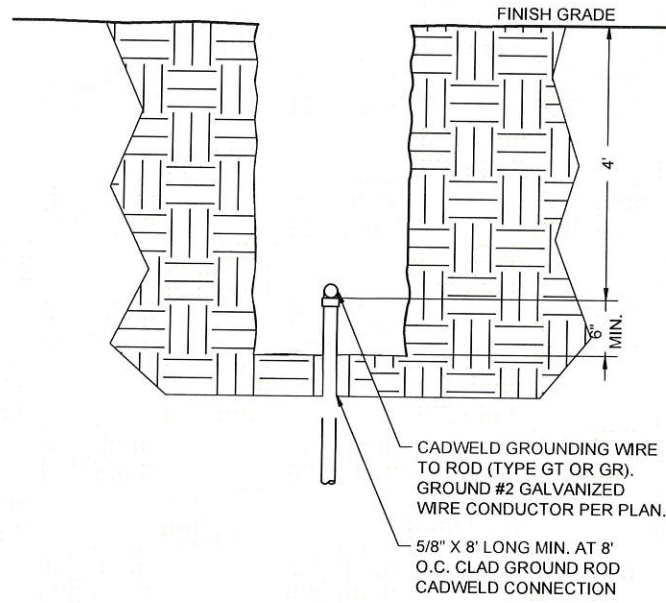 FINISH GRADE
4'
6"
MIN.
CADWELD GROUNDING WIRE
TO ROD (TYPE GT OR GR).
GROUND #2 GALVANIZED
WIRE CONDUCTOR PER PLAN.
5/8" X 8' LONG MIN. AT 8'
O.C. CLAD GROUND ROD
CADWELD CONNECTION